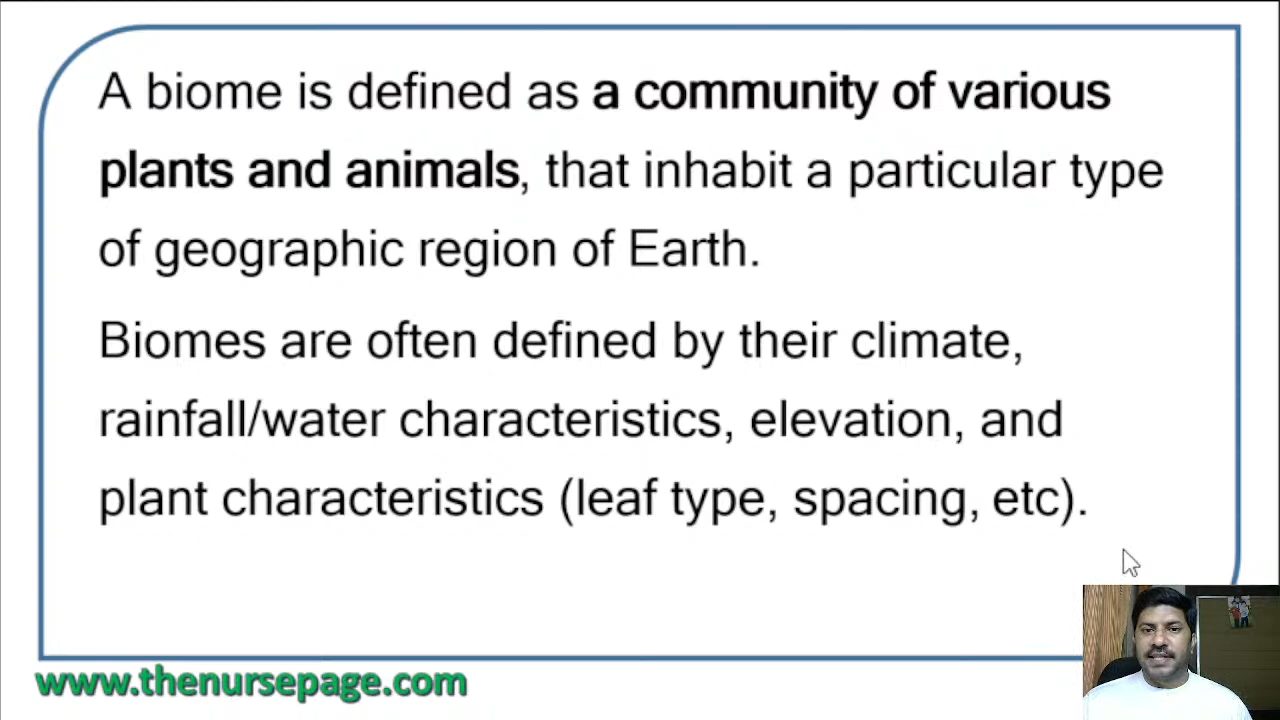 A biome is defined as a community of various
plants and animals, that inhabit a particular type
of geographic region of Earth.
Biomes are often defined by their climate,
rainfall/water characteristics, elevation, and
plant characteristics (leaf type, spacing, etc).
www.thenursepage.com